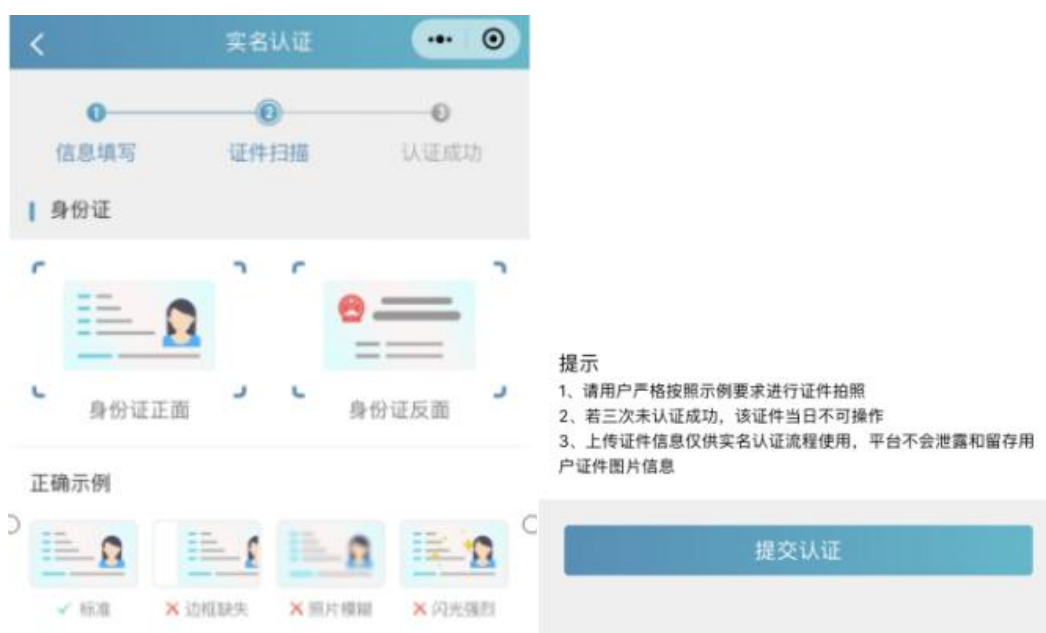 实名认证
1 2 3
信息填写 证件扫描 认证成功
身份证
身份证正面 身份证反面
正确示例
标准 边框缺失 照片模糊 闪光强烈
提示
1、请用户严格按照示例要求进行证件拍照
2、若三次未认证成功，该证件当日不可操作
3、上传证件信息仅供实名认证流程使用，平台不会泄露和留存用
户证件图片信息
提交认证